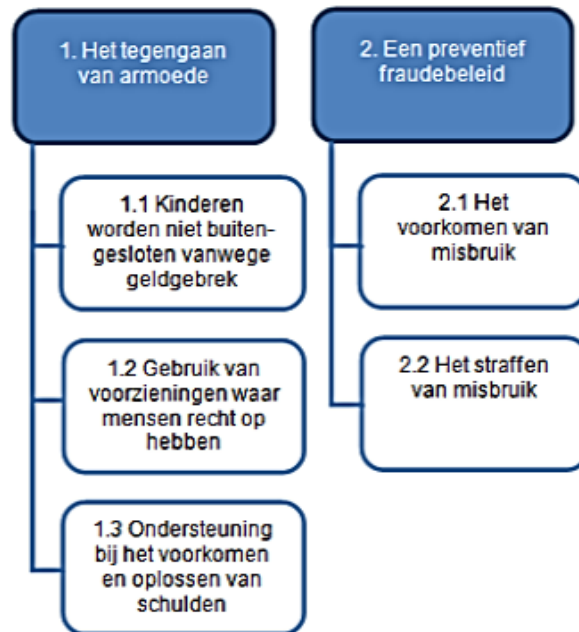 1. Het tegengaan
van armoede
1.1 Kinderen
worden niet buiten-
gesloten vanwege
geldgebrek
1.2 Gebruik van
voorzieningen waar
mensen recht op
hebben
1.3 Ondersteuning
bij het voorkomen
en oplossen van
schulden
2. Een preventief
fraudebeleid
2.1 Het
voorkomen van
misbruik
2.2 Het straffen
van misbruik